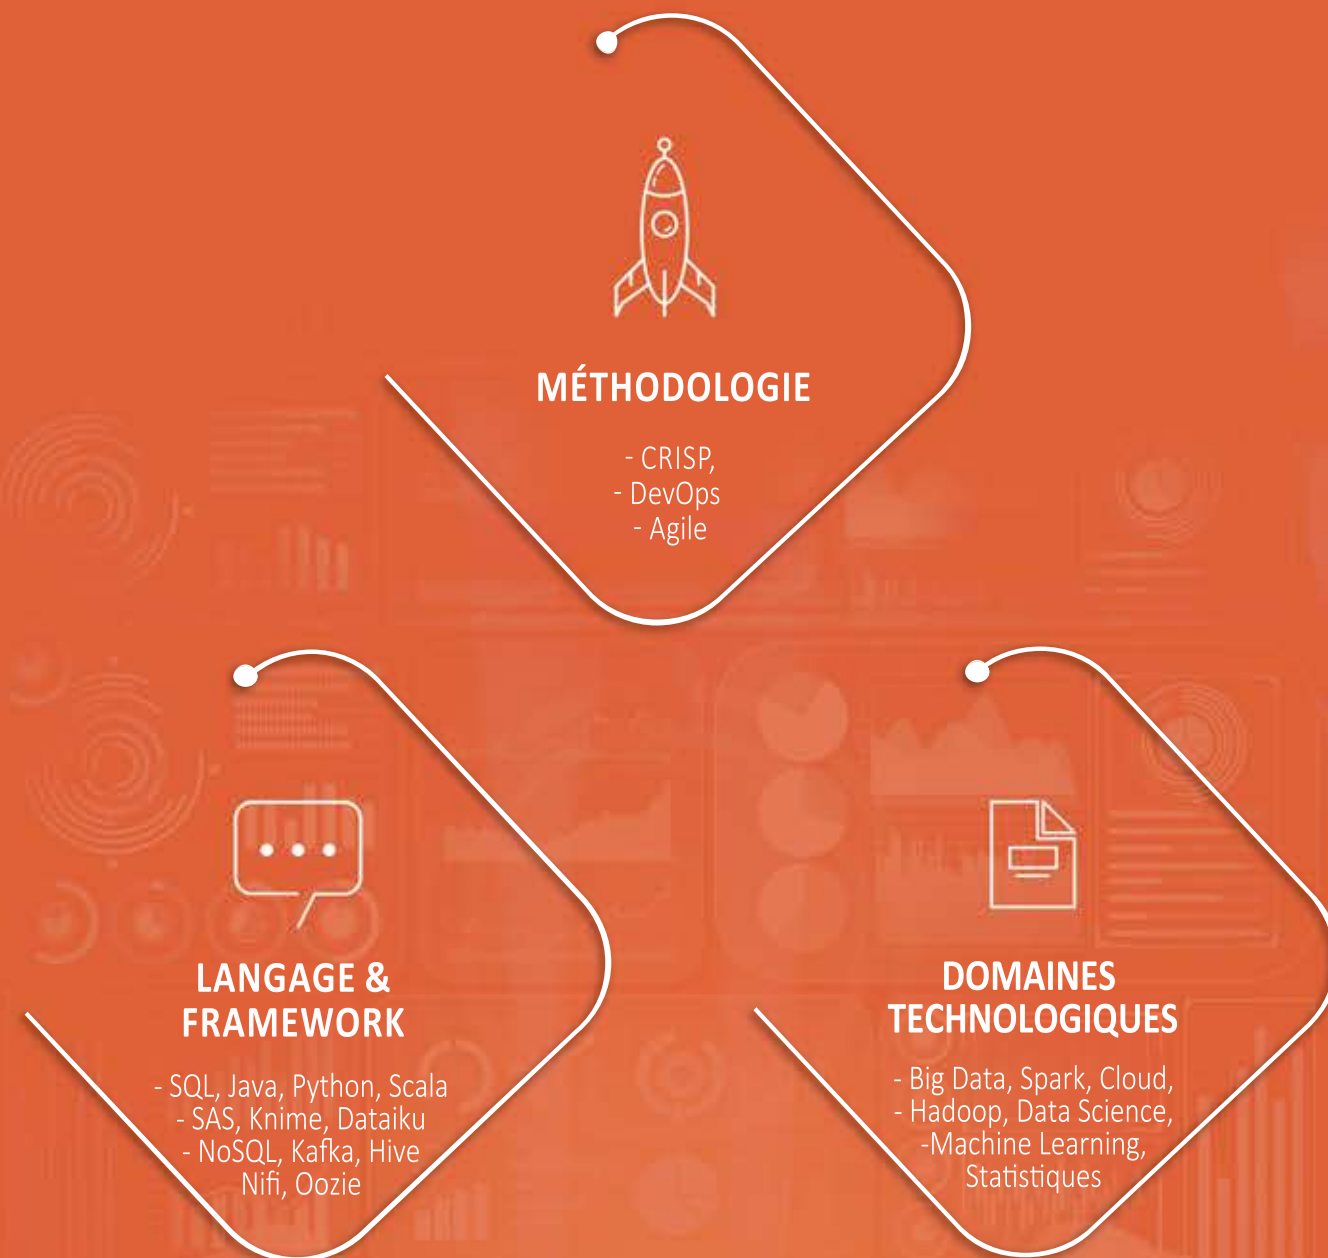 MÉTHODOLOGIE
- CRISP,
- DevOps
- Agile
LANGAGE &
FRAMEWORK
- SQL, Java, Python, Scala
- SAS, Knime, Dataiku
- NoSQL, Kafka, Hive
Nifi, Oozie
DOMAINES
TECHNOLOGIQUES
- Big Data, Spark, Cloud,
- Hadoop, Data Science,
-Machine Learning,
Statistiques